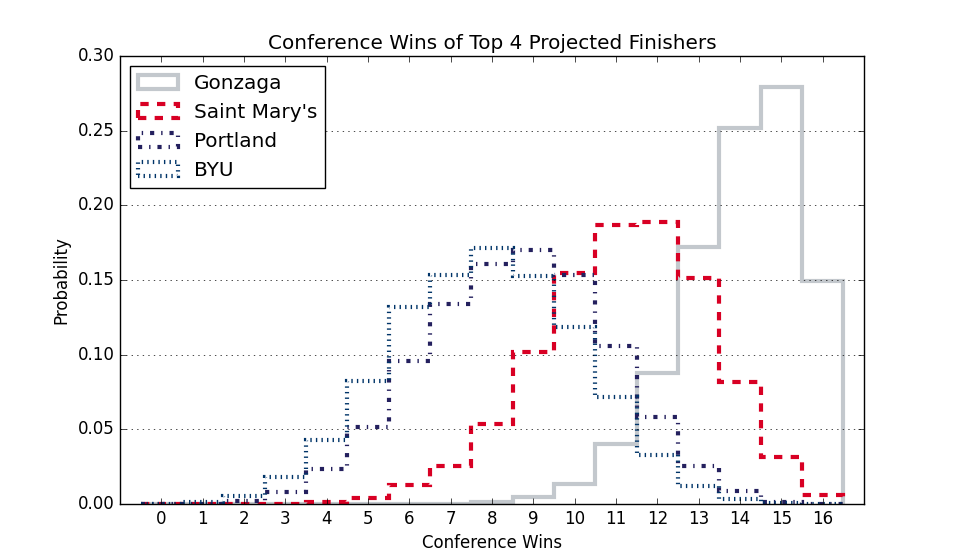 Conference Wins of Top 4 Projected Finishers
0.30
0.25
0.20
0.15
0.10
0.05
0.00
Probability
Gonzaga
Saint Mary's
Portland
BYU
0 1 2 3 4 5 6 7 8 9 10 11 12 13 14 15 16
Conference Wins